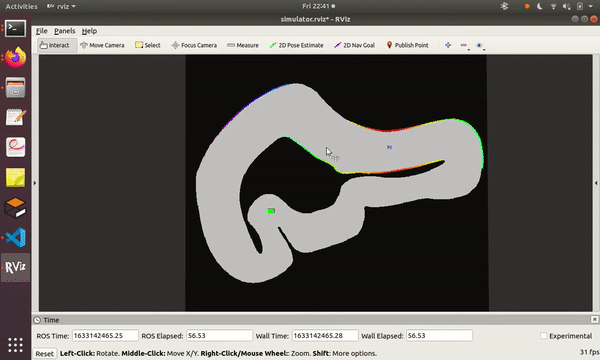 Activities RViz rviz Fri 22:41
simulator.rviz* - RViz
File Panels Help
Interact Move Camera Select Focus Camera Measure 2D Pose Estimate 2D Nav Goal Publish Point
RViz
Time
ROS Time: 1633142465.25 ROS Elapsed: 56.53 Wall Time: 1633142465.28 Wall Elapsed: 56.53 Experimental
Reset Left-Click: Rotate. Middle-Click: Move X/Y. Right-Click/Mouse Wheel:: Zoom. Shift: More options. 31 fps